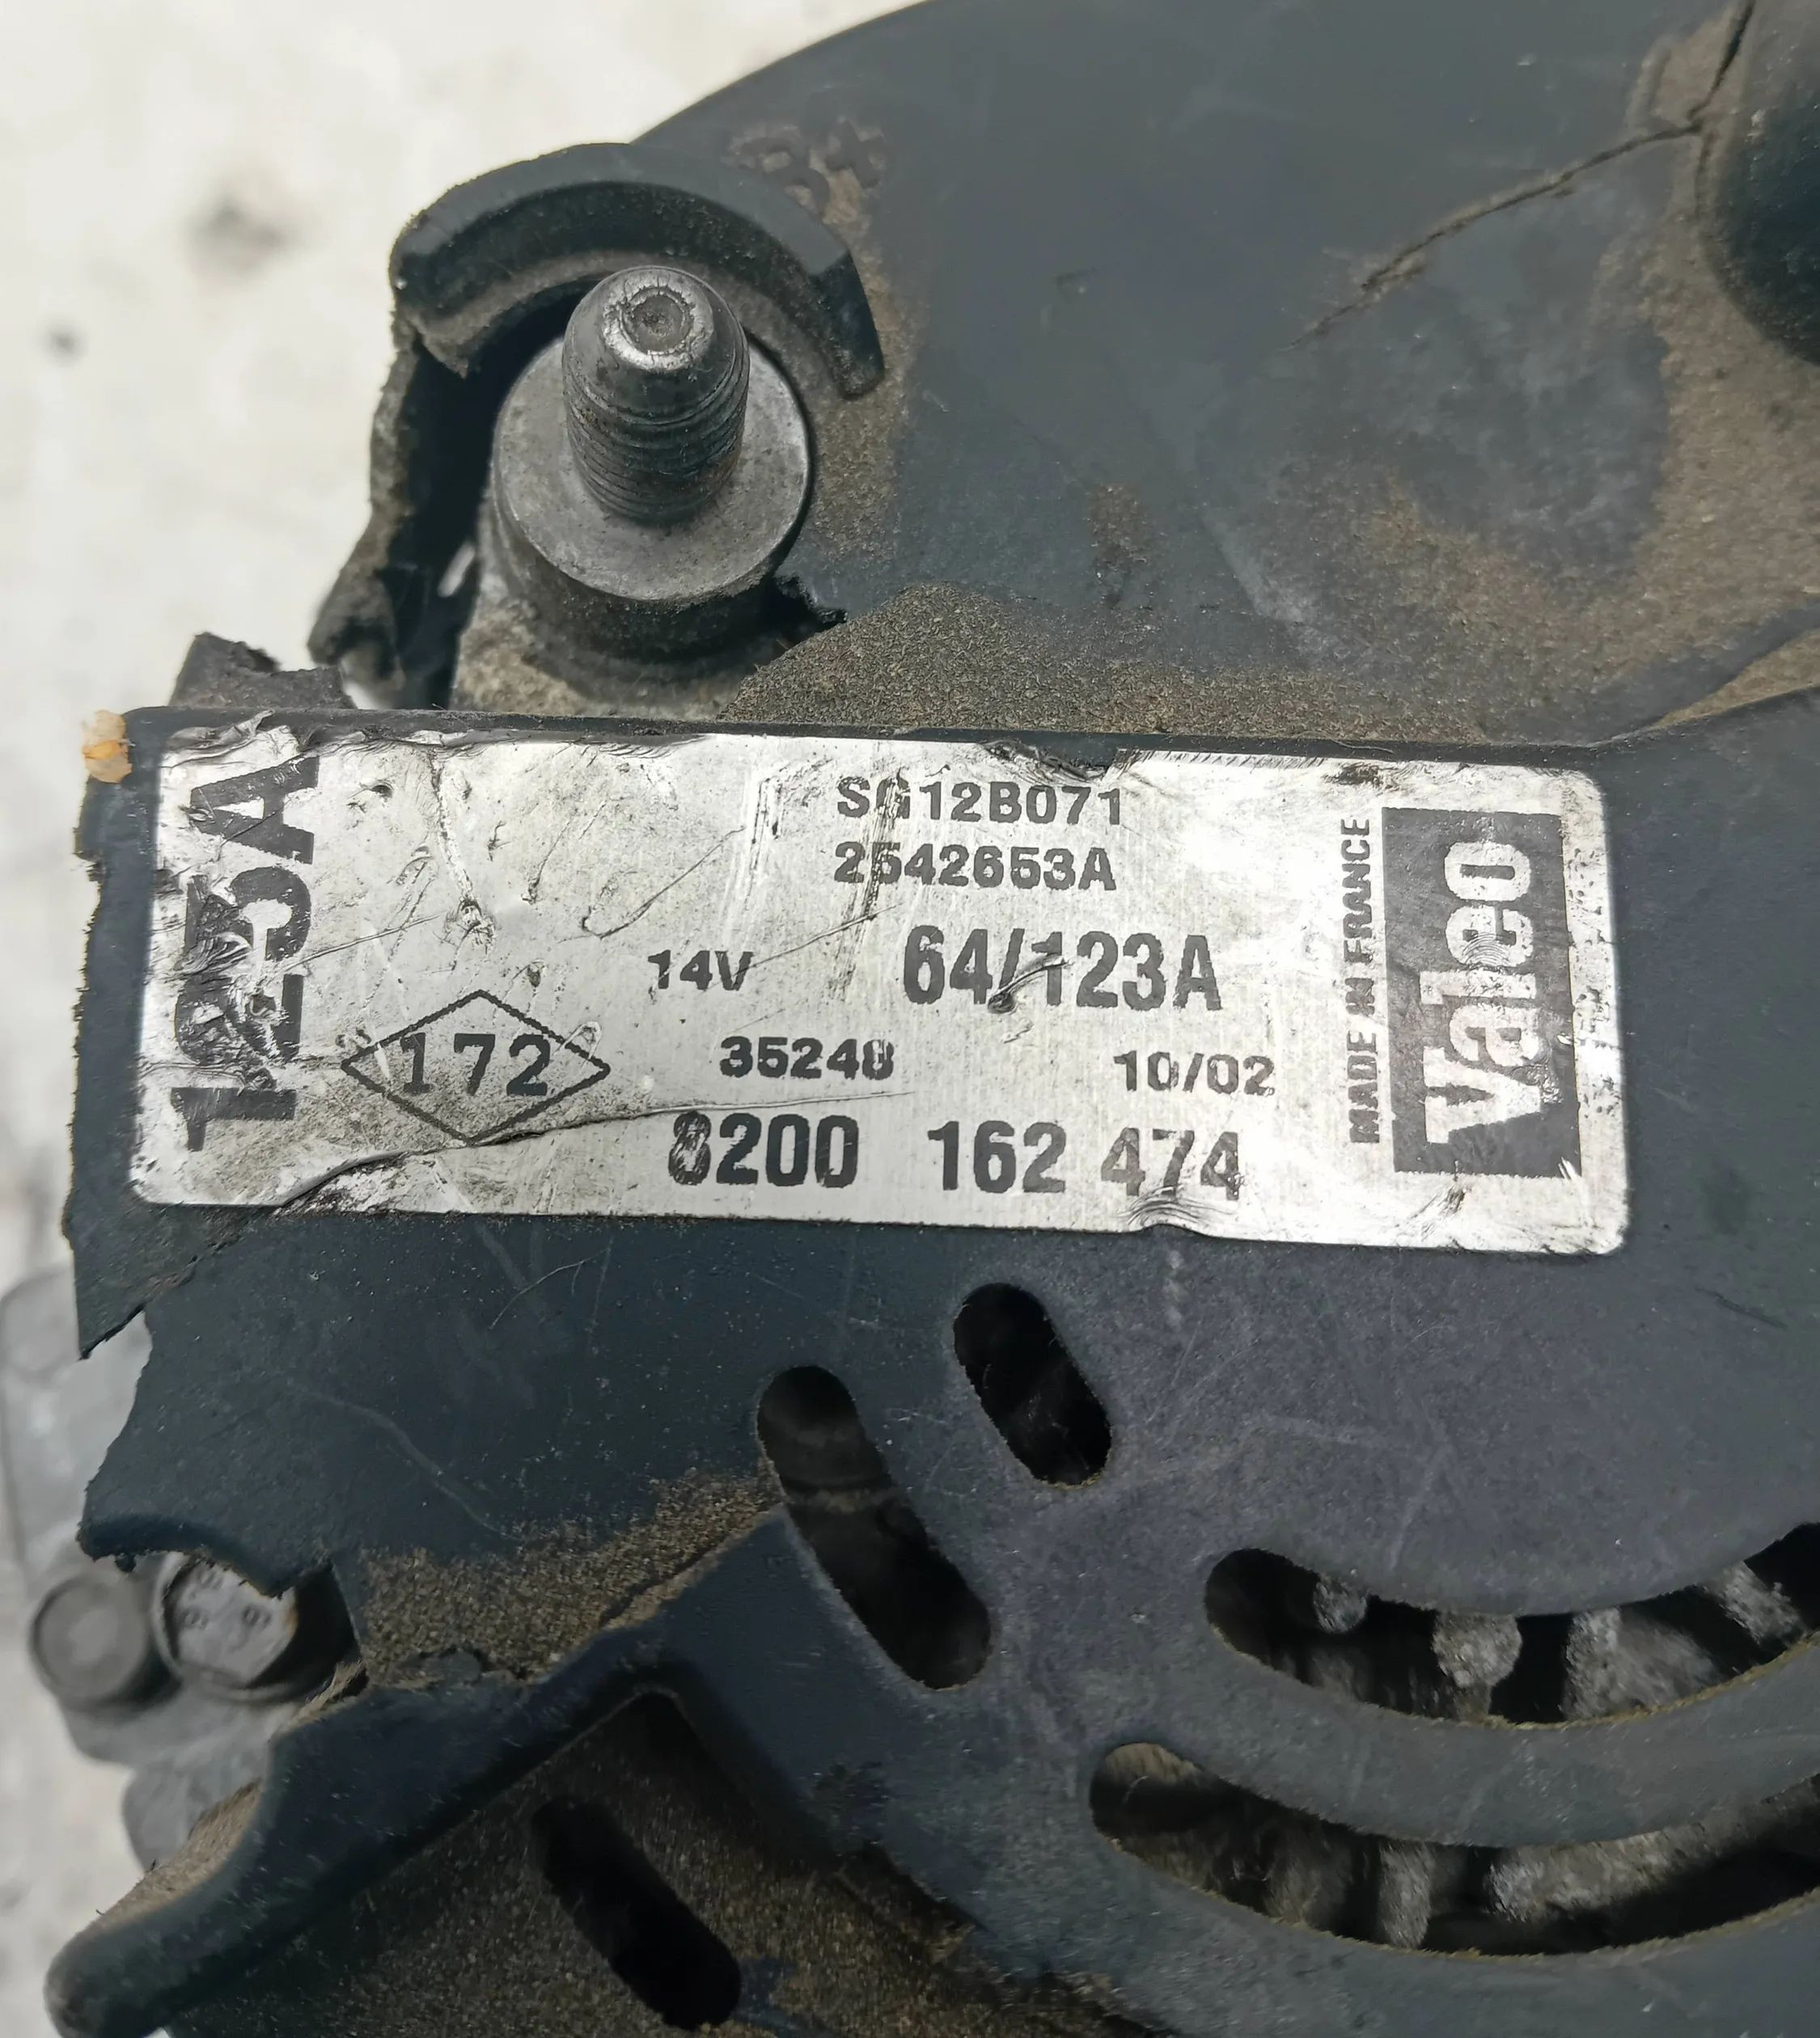 B+
125A
SG12B071
2542653A
14V 64/123A
172
35248 10/02
8200 162 474
MADE IN FRANCE
Valeo